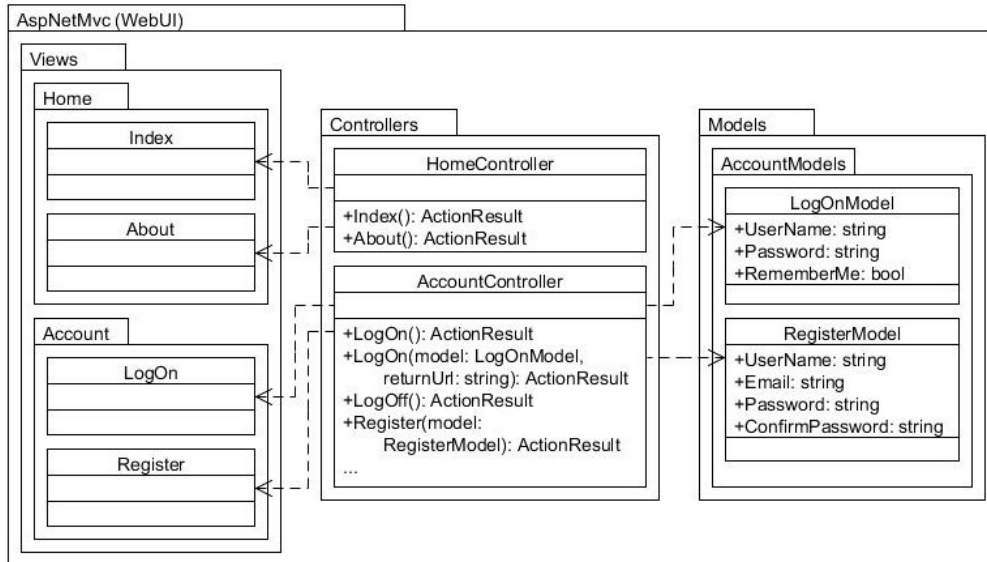 AspNetMvc (WebUI)
Views
Home
Index
About
Account
LogOn
Register
Controllers
HomeController
+Index(): ActionResult
+About(): ActionResult
AccountController
+LogOn(): ActionResult
+LogOn(model: LogOnModel,
returnUrl: string): ActionResult
+LogOff(): ActionResult
+Register(model:
RegisterModel): ActionResult
...
Models
AccountModels
LogOnModel
+UserName: string
+Password: string
+RememberMe: bool
RegisterModel
+UserName: string
+Email: string
+Password: string
+ConfirmPassword: string